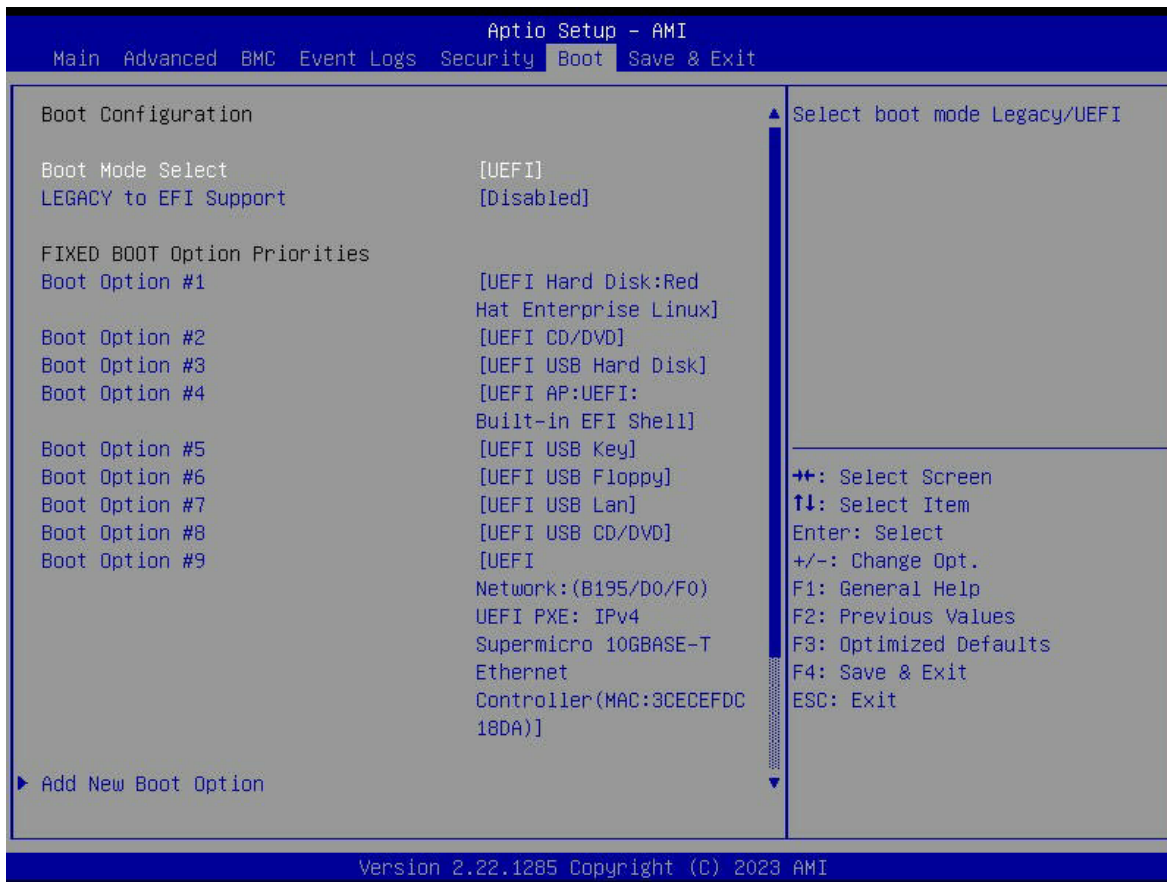 Aptio Setup – AMI
Main Advanced BMC Event Logs Security Boot Save & Exit
Boot Configuration
Boot Mode Select [UEFI]
LEGACY to EFI Support [Disabled]
FIXED BOOT Option Priorities
Boot Option #1 [UEFI Hard Disk:Red
Hat Enterprise Linux]
Boot Option #2 [UEFI CD/DVD]
Boot Option #3 [UEFI USB Hard Disk]
Boot Option #4 [UEFI AP:UEFI:
Built-in EFI Shell]
Boot Option #5 [UEFI USB Key]
Boot Option #6 [UEFI USB Floppy]
Boot Option #7 [UEFI USB Lan]
Boot Option #8 [UEFI USB CD/DVD]
Boot Option #9 [UEFI
Network:(B195/D0/F0)
UEFI PXE: IPv4
Supermicro 10GBASE-T
Ethernet
Controller(MAC:3CECEFDC
18DA)]
Add New Boot Option
Select boot mode Legacy/UEFI
→←: Select Screen
↑↓: Select Item
Enter: Select
+/-: Change Opt.
F1: General Help
F2: Previous Values
F3: Optimized Defaults
F4: Save & Exit
ESC: Exit
Version 2.22.1285 Copyright (C) 2023 AMI